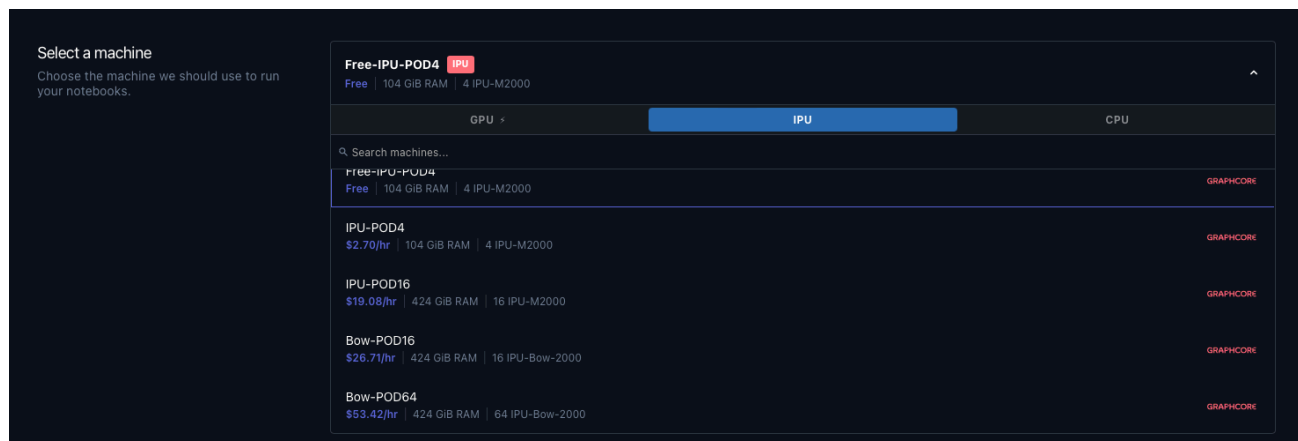 Select a machine
Choose the machine we should use to run
your notebooks.
Free-IPU-POD4 IPU
Free | 104 GiB RAM | 4 IPU-M2000
GPU ⚡ IPU CPU
Search machines...
Free-IPU-POD4
Free | 104 GiB RAM | 4 IPU-M2000 GRAPHCORE
IPU-POD4
$2.70/hr | 104 GiB RAM | 4 IPU-M2000 GRAPHCORE
IPU-POD16
$19.08/hr | 424 GiB RAM | 16 IPU-M2000 GRAPHCORE
Bow-POD16
$26.71/hr | 424 GiB RAM | 16 IPU-Bow-2000 GRAPHCORE
Bow-POD64
$53.42/hr | 424 GiB RAM | 64 IPU-Bow-2000 GRAPHCORE